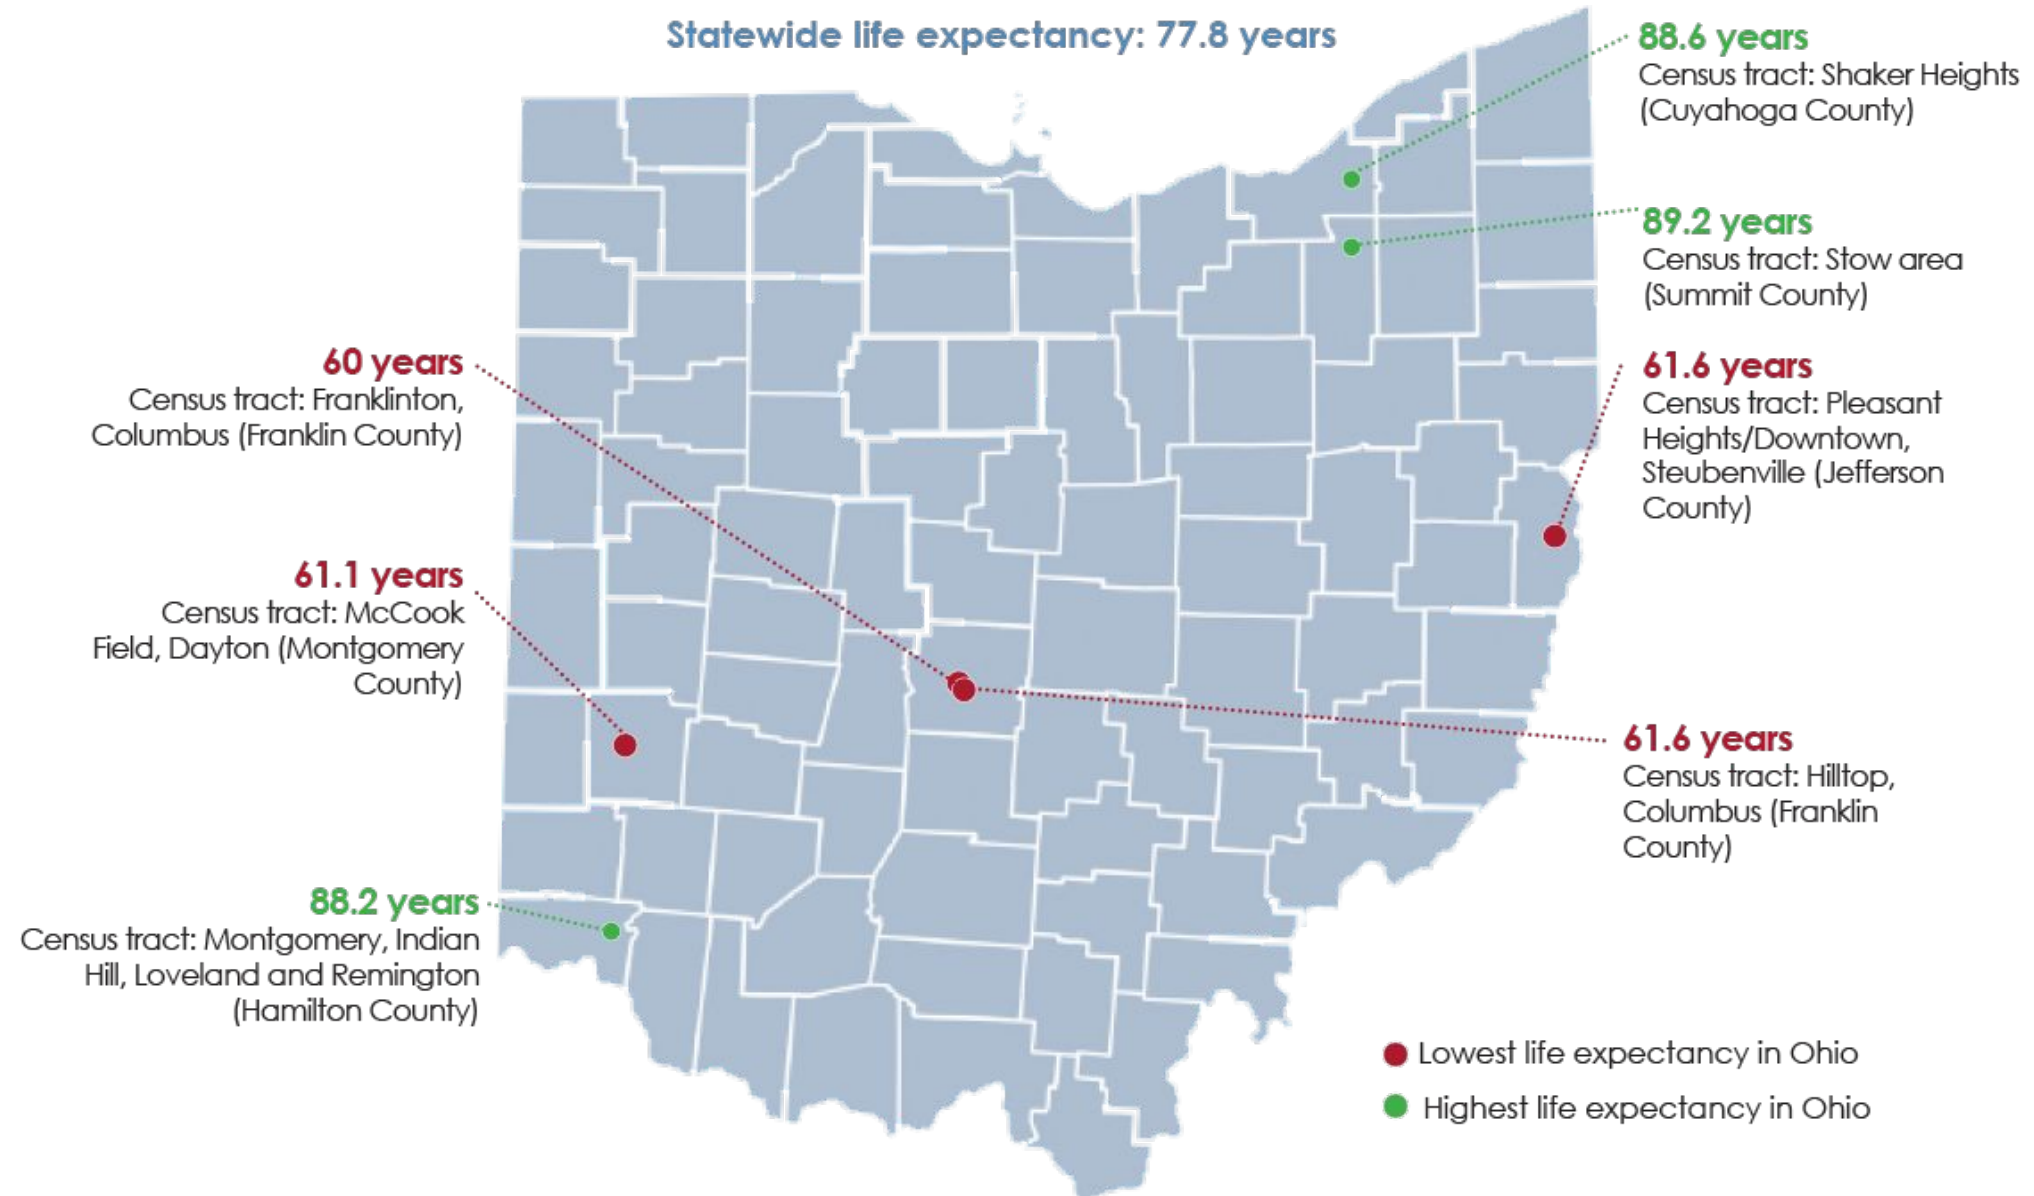 Statewide life expectancy: 77.8 years
88.6 years
Census tract: Shaker Heights
(Cuyahoga County)
89.2 years
Census tract: Stow area
(Summit County)
60 years
Census tract: Franklinton,
Columbus (Franklin County)
61.6 years
Census tract: Pleasant
Heights/Downtown,
Steubenville (Jefferson
County)
61.1 years
Census tract: McCook
Field, Dayton (Montgomery
County)
61.6 years
Census tract: Hilltop,
Columbus (Franklin
County)
88.2 years
Census tract: Montgomery, Indian
Hill, Loveland and Remington
(Hamilton County)
Lowest life expectancy in Ohio
Highest life expectancy in Ohio